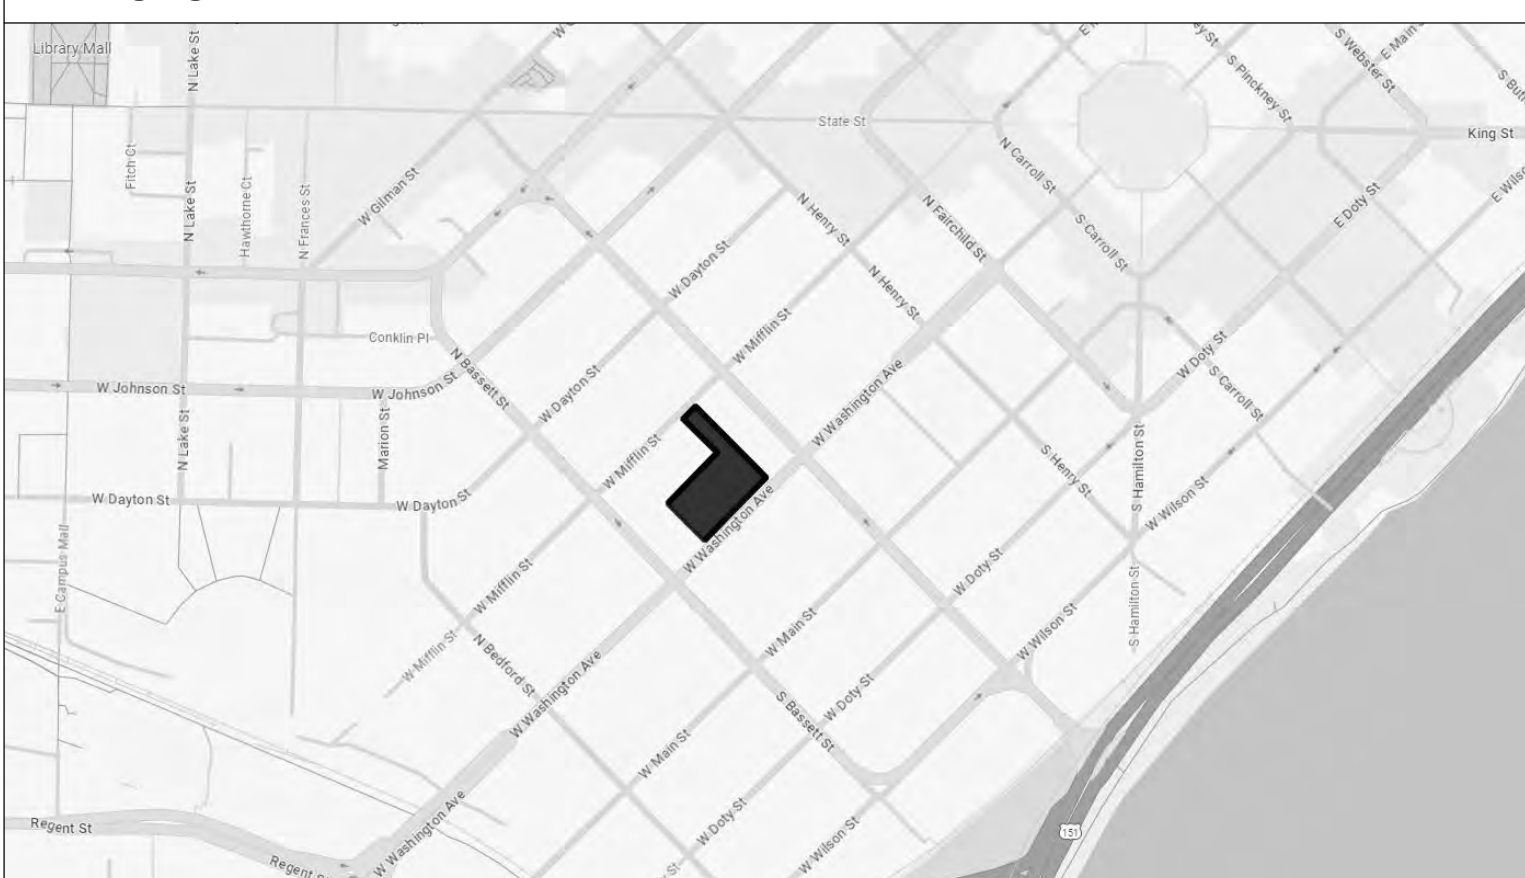 Library Mall
N Lake St
S Pinckney St
S Webster St
E Main
State St
King St
Fitch Ct
N Lake St
Hawthorne Ct
N Frances St
W Gilman St
N Carroll St
N Henry St
N Fairchild St
S Carroll St
E Doty St
E Wils
W Dayton St
N Henry St
W Mifflin St
Conklin Pl
N Bassett St
W Johnson St
W Johnson St
W Dayton St
W Washington Ave
W Doty St
S Carroll St
N Lake St
Marion St
W Mifflin St
S Henry St
S Hamilton St
W Wilson St
W Dayton St
W Dayton St
W Washington Ave
E Campus Mall
W Mifflin St
W Doty St
S Hamilton St
W Mifflin St
N Bedford St
W Main St
W Wilson St
W Washington Ave
S Bassett St
W Doty St
W Main St
W Washington Ave
W Doty St
W Wilson St
Regent St
Regent
St
151